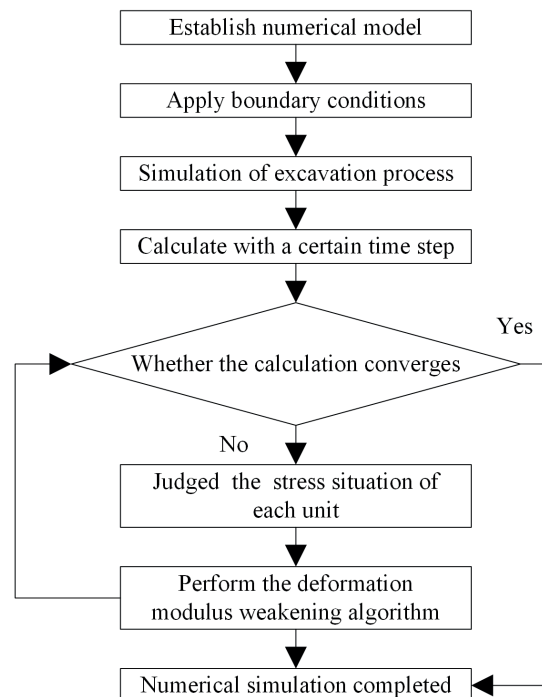 Establish numerical model
Apply boundary conditions
Simulation of excavation process
Calculate with a certain time step
Yes
Whether the calculation converges
No
Judged the stress situation of
each unit
Perform the deformation
modulus weakening algorithm
Numerical simulation completed